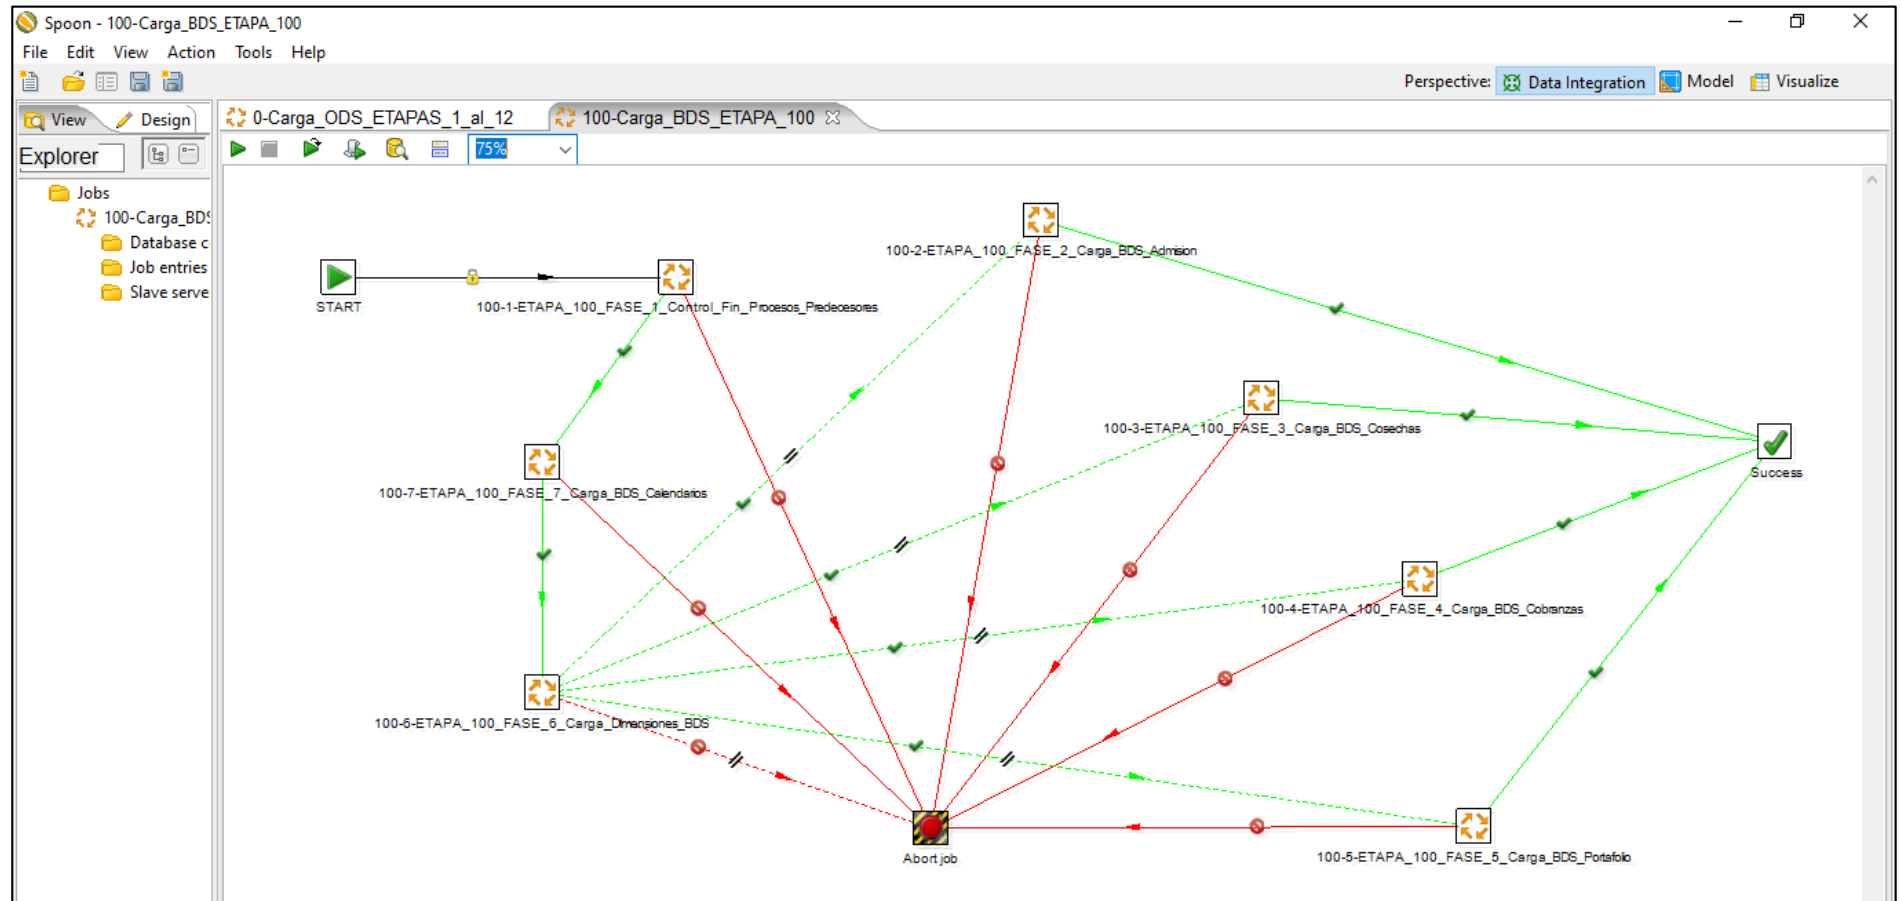 Spoon - 100-Carga_BDS_ETAPA_100
File Edit View Action Tools Help
Perspective: Data Integration Model Visualize
View Design
0-Carga_ODS_ETAPAS_1_al_12
100-Carga_BDS_ETAPA_100
Explorer
75%
Jobs
100-Carga_BDS
Database c
Job entries
Slave serve
100-2-ETAPA_100_FASE_2_Carga_BDS_Admision
START
100-1-ETAPA_100_FASE_1_Control_Fin_Procesos_Predecesores
100-3-ETAPA_100_FASE_3_Carga_BDS_Cosechas
Success
100-7-ETAPA_100_FASE_7_Carga_BDS_Calendarios
100-4-ETAPA_100_FASE_4_Carga_BDS_Cobranzas
100-6-ETAPA_100_FASE_6_Carga_Dimensiones_BDS
Abort job
100-5-ETAPA_100_FASE_5_Carga_BDS_Portafolio